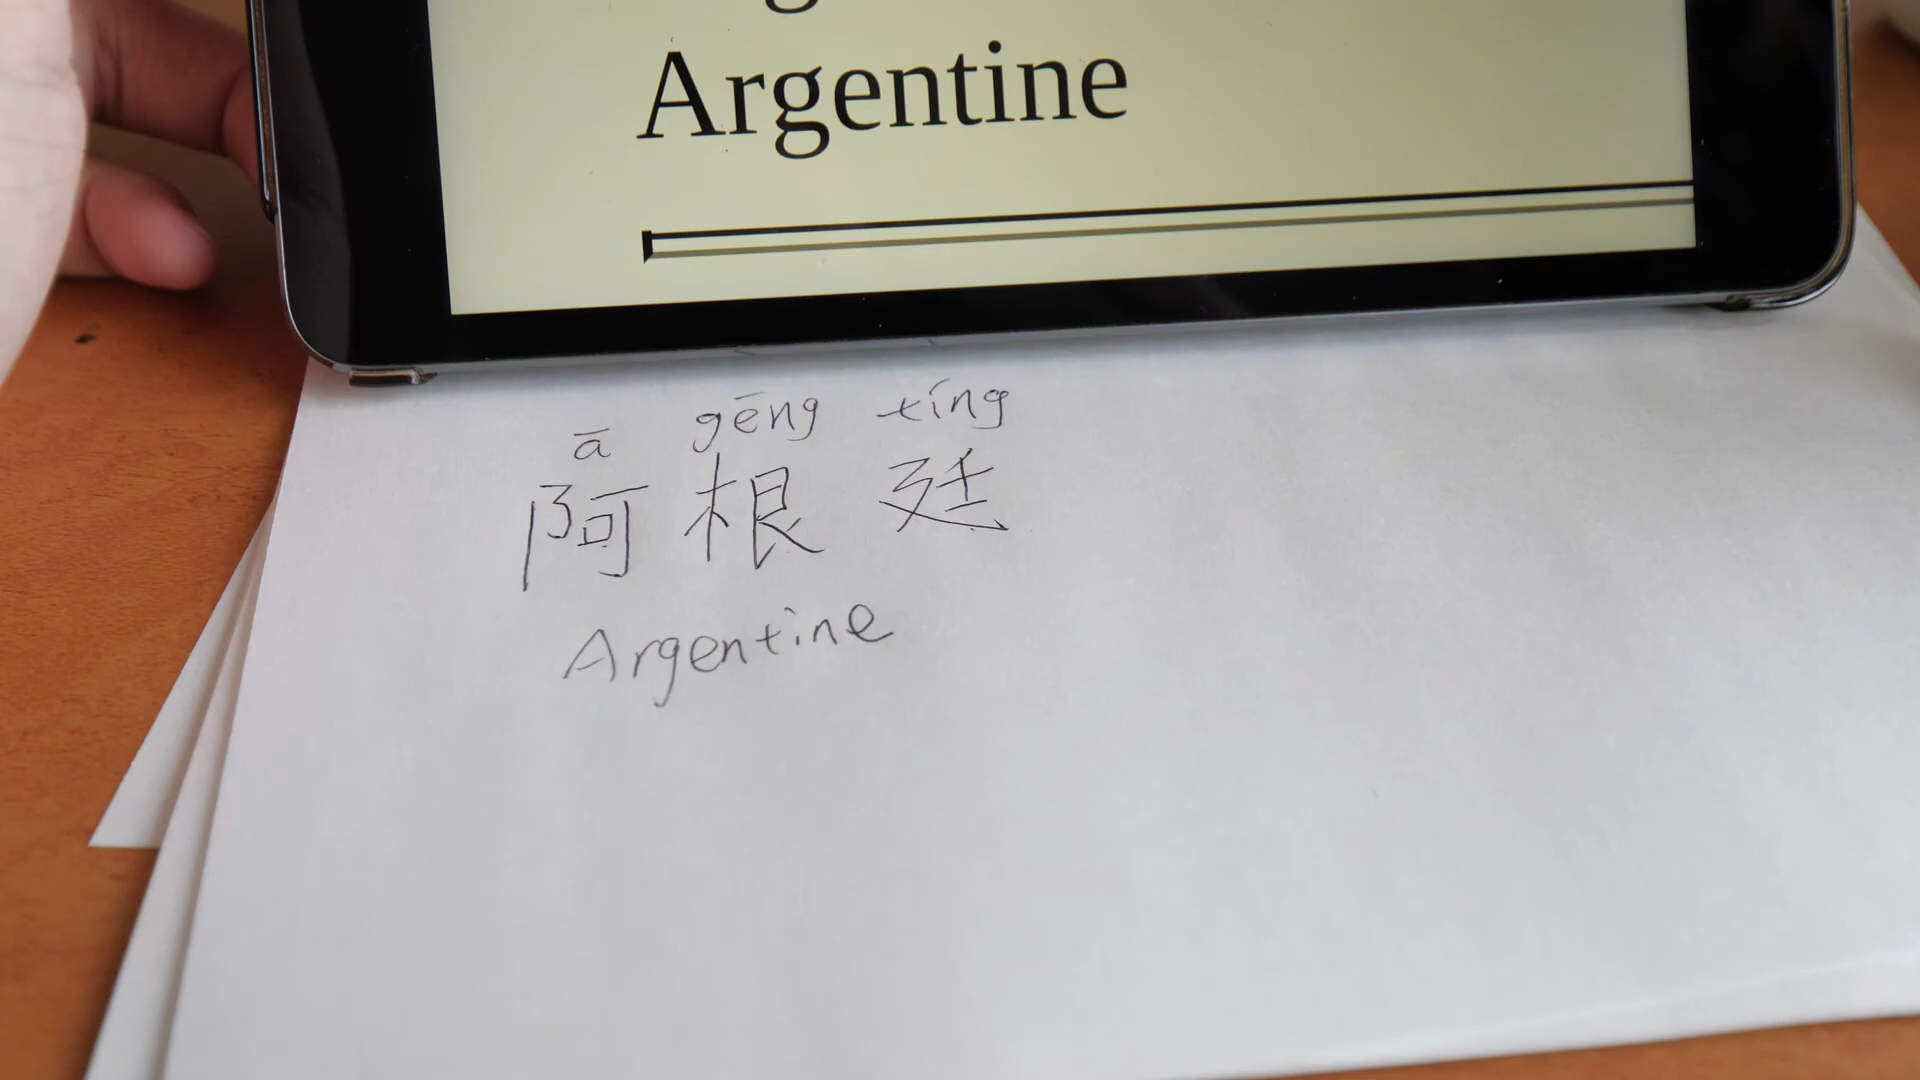 Argentine
ā gēng tíng
阿根廷
Argentine